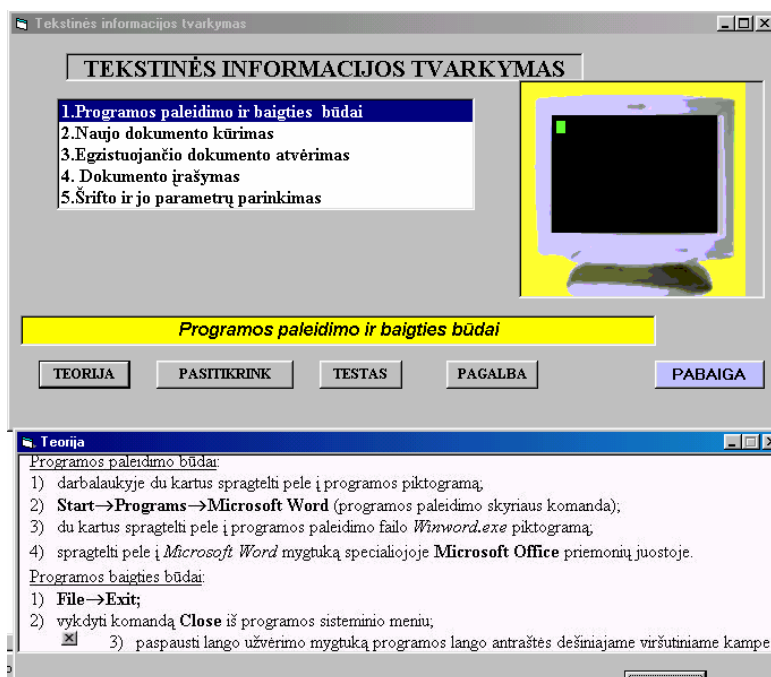 Tekstinės informacijos tvarkymas
TEKSTINĖS INFORMACIJOS TVARKYMAS
1.Programos paleidimo ir baigties būdai
2.Naujo dokumento kūrimas
3.Egzistuojančio dokumento atvėrimas
4. Dokumento įrašymas
5.Šrifto ir jo parametrų parinkimas
Programos paleidimo ir baigties būdai
TEORIJA PASITIKRINK TESTAS PAGALBA PABAIGA
Teorija
Programos paleidimo būdai:
1) darbalaukyje du kartus spragtelti pele į programos piktogramą;
2) Start→Programs→Microsoft Word (programos paleidimo skyriaus komanda);
3) du kartus spragtelti pele į programos paleidimo failo Winword.exe piktogramą;
4) spragtelti pele į Microsoft Word mygtuką specialiojoje Microsoft Office priemonių juostoje.
Programos baigties būdai:
1) File→Exit;
2) vykdyti komandą Close iš programos sisteminio meniu;
3) paspausti lango užvėrimo mygtuką programos lango antraštės dešiniajame viršutiniame kampe